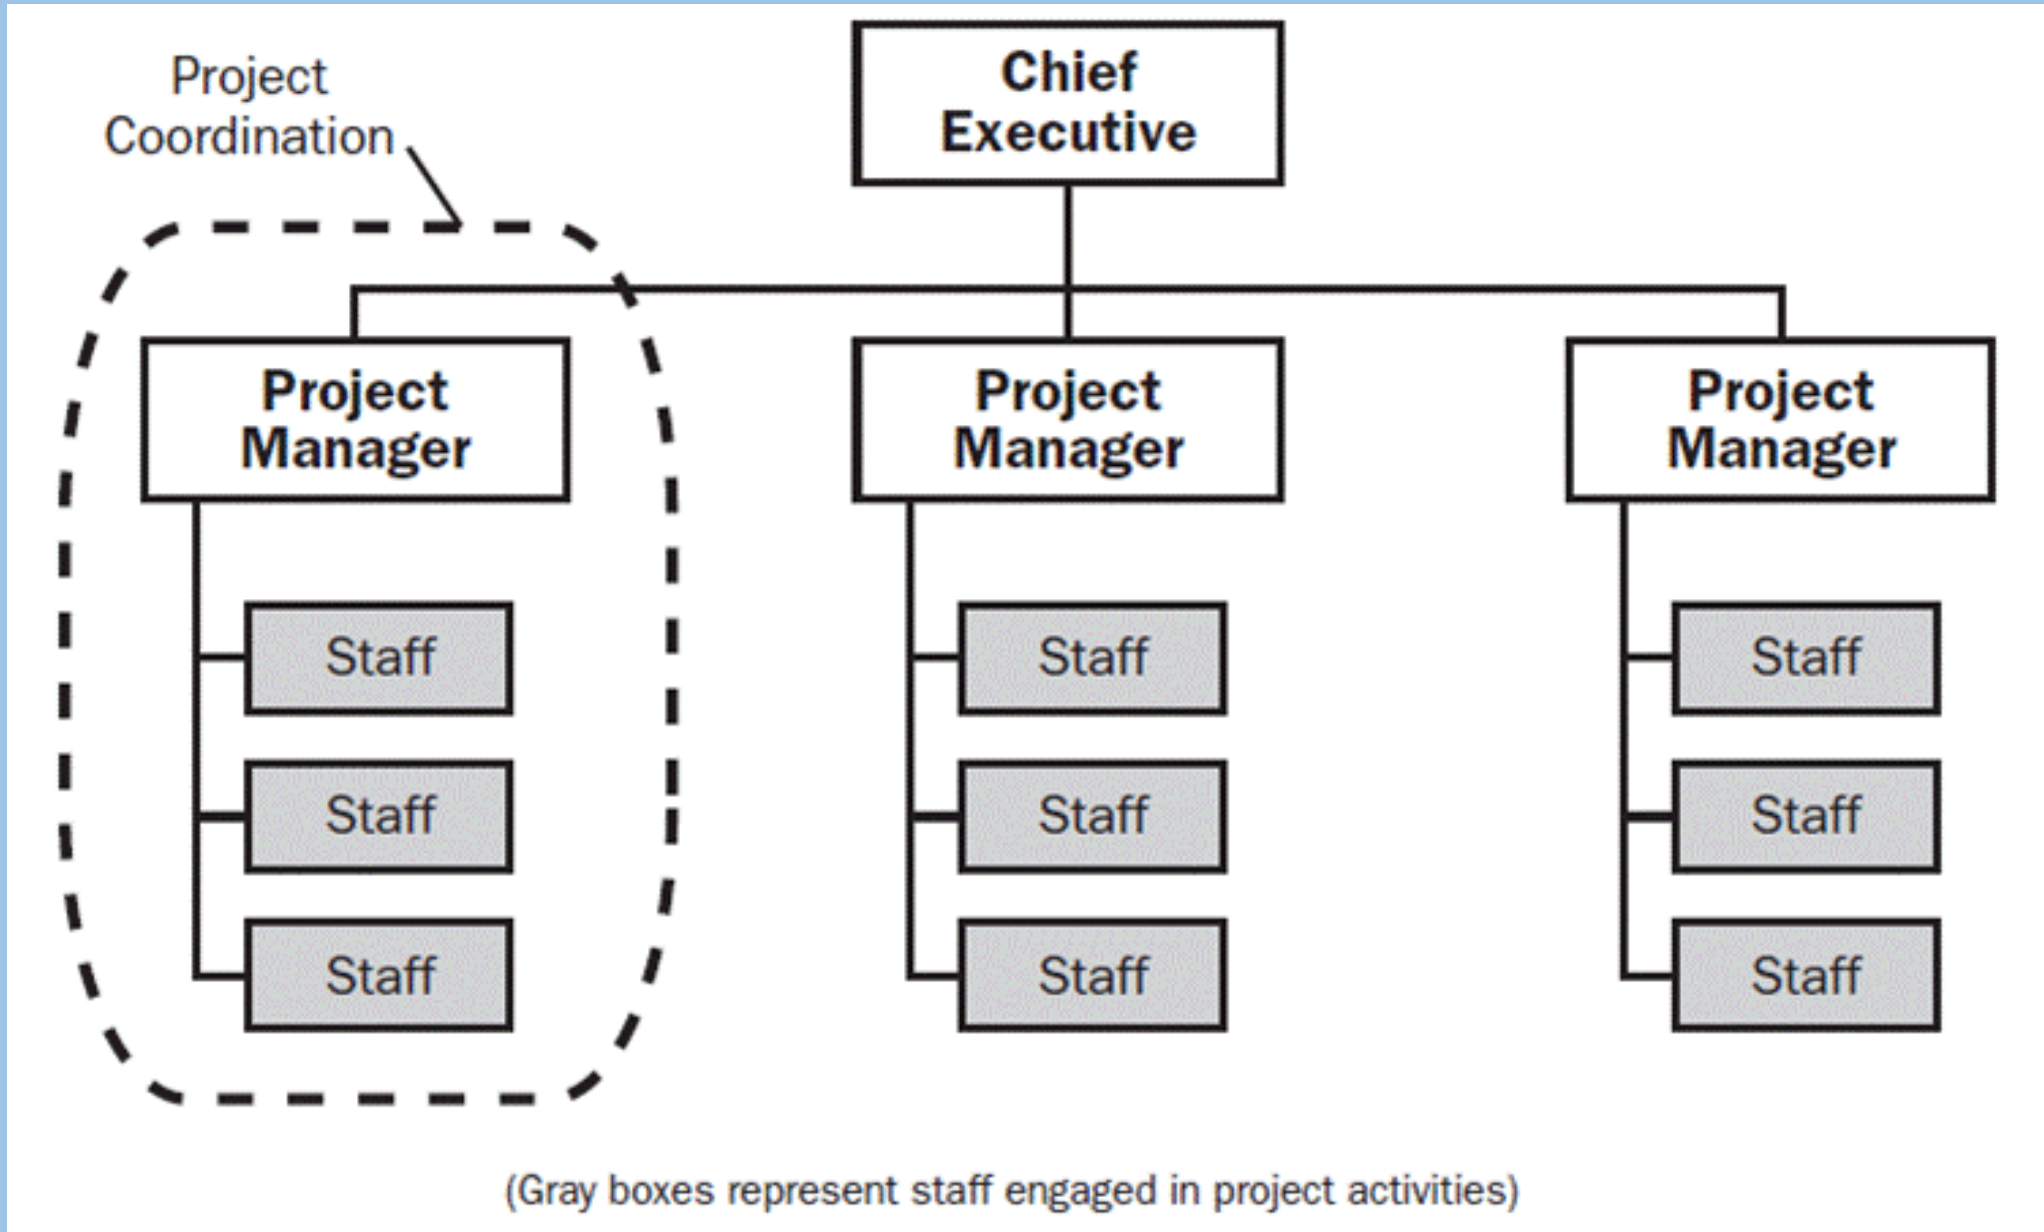 Project
Coordination
Chief
Executive
Project
Manager
Project
Manager
Project
Manager
Staff
Staff
Staff
Staff
Staff
Staff
Staff
Staff
Staff
(Gray boxes represent staff engaged in project activities)